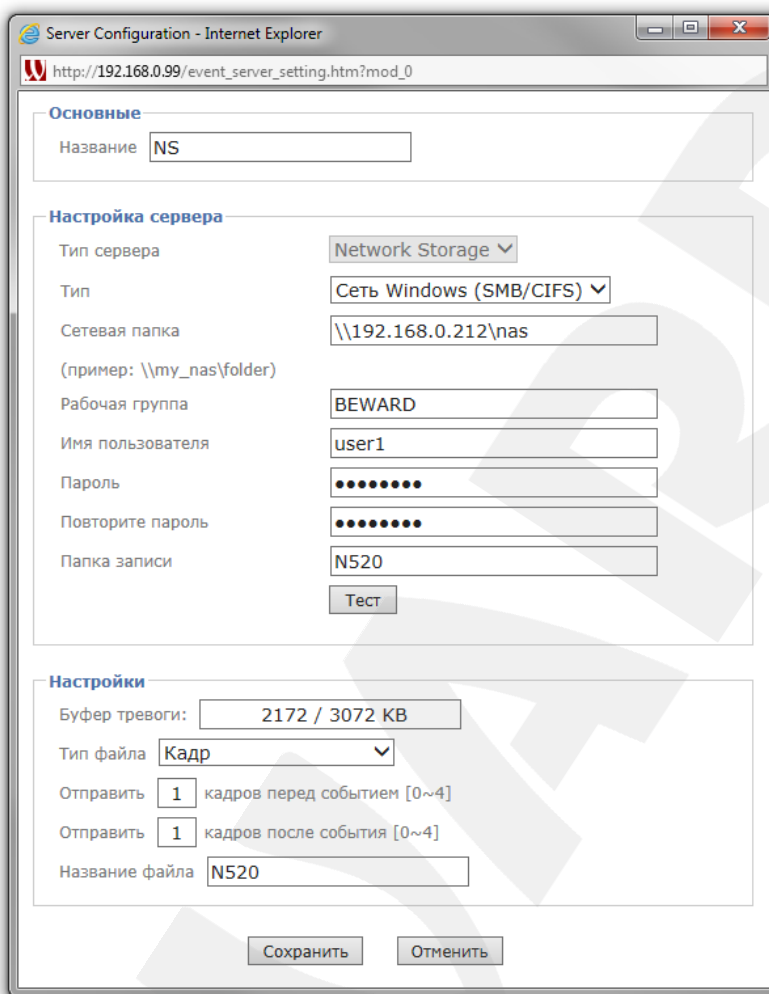 Server Configuration - Internet Explorer
http://192.168.0.99/event_server_setting.htm?mod_0
Основные
Название NS
Настройка сервера
Тип сервера Network Storage
Тип Сеть Windows (SMB/CIFS)
Сетевая папка \\192.168.0.212\nas
(пример: \\my_nas\folder)
Рабочая группа BEWARD
Имя пользователя user1
Пароль ●●●●●●●●
Повторите пароль ●●●●●●●●
Папка записи N520
Тест
Настройки
Буфер тревоги: 2172 / 3072 KB
Тип файла Кадр
Отправить 1 кадров перед событием [0~4]
Отправить 1 кадров после события [0~4]
Название файла N520
Сохранить Отменить